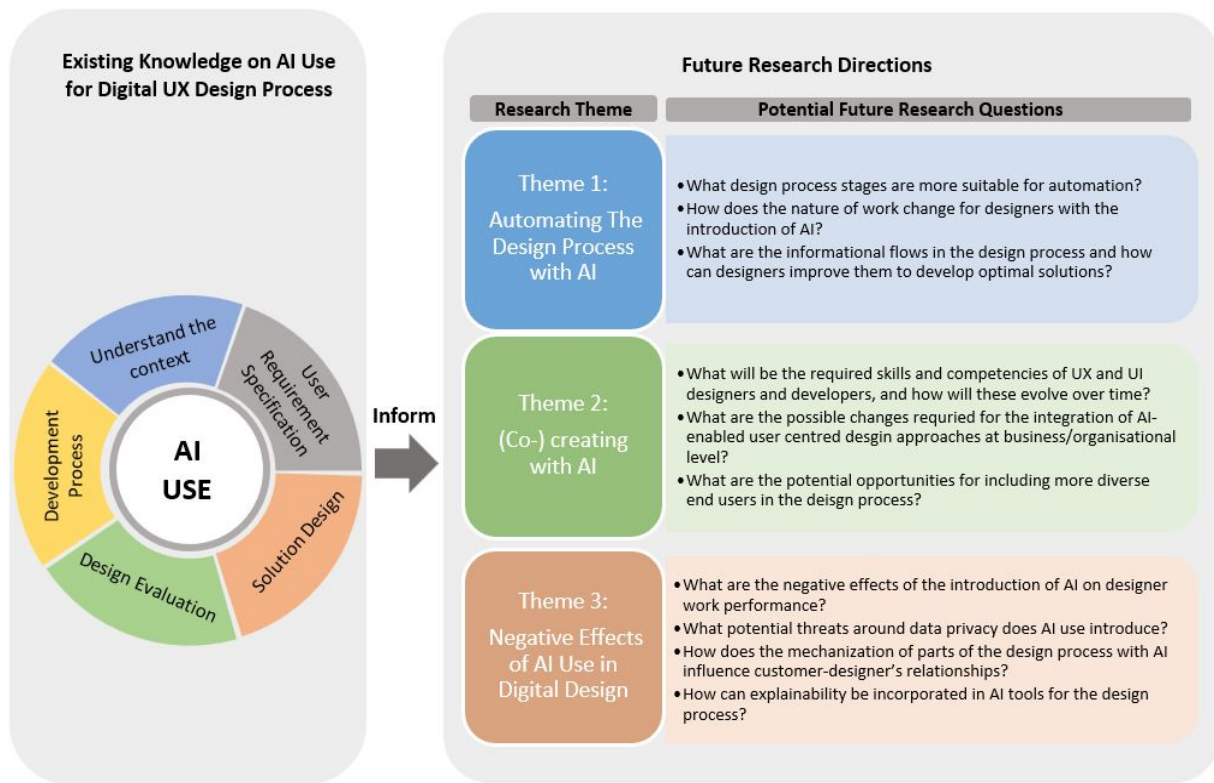 Existing Knowledge on AI Use
for Digital UX Design Process
Understand the
context
User
Requirement
Specification
Solution Design
Design Evaluation
Development
Process
AI
USE
Inform
Future Research Directions
Research Theme
Potential Future Research Questions
Theme 1:
Automating The
Design Process
with AI
•What design process stages are more suitable for automation?
•How does the nature of work change for designers with the
introduction of AI?
•What are the informational flows in the design process and how
can designers improve them to develop optimal solutions?
Theme 2:
(Co-) creating
with AI
•What will be the required skills and competencies of UX and UI
designers and developers, and how will these evolve over time?
•What are the possible changes requried for the integration of AI-
enabled user centred desgin approaches at business/organisational
level?
•What are the potential opportunities for including more diverse
end users in the deisgn process?
Theme 3:
Negative Effects
of AI Use in
Digital Design
•What are the negative effects of the introduction of AI on designer
work performance?
•What potential threats around data privacy does AI use introduce?
•How does the mechanization of parts of the design process with AI
influence customer-designer’s relationships?
•How can explainability be incorporated in AI tools for the design
process?